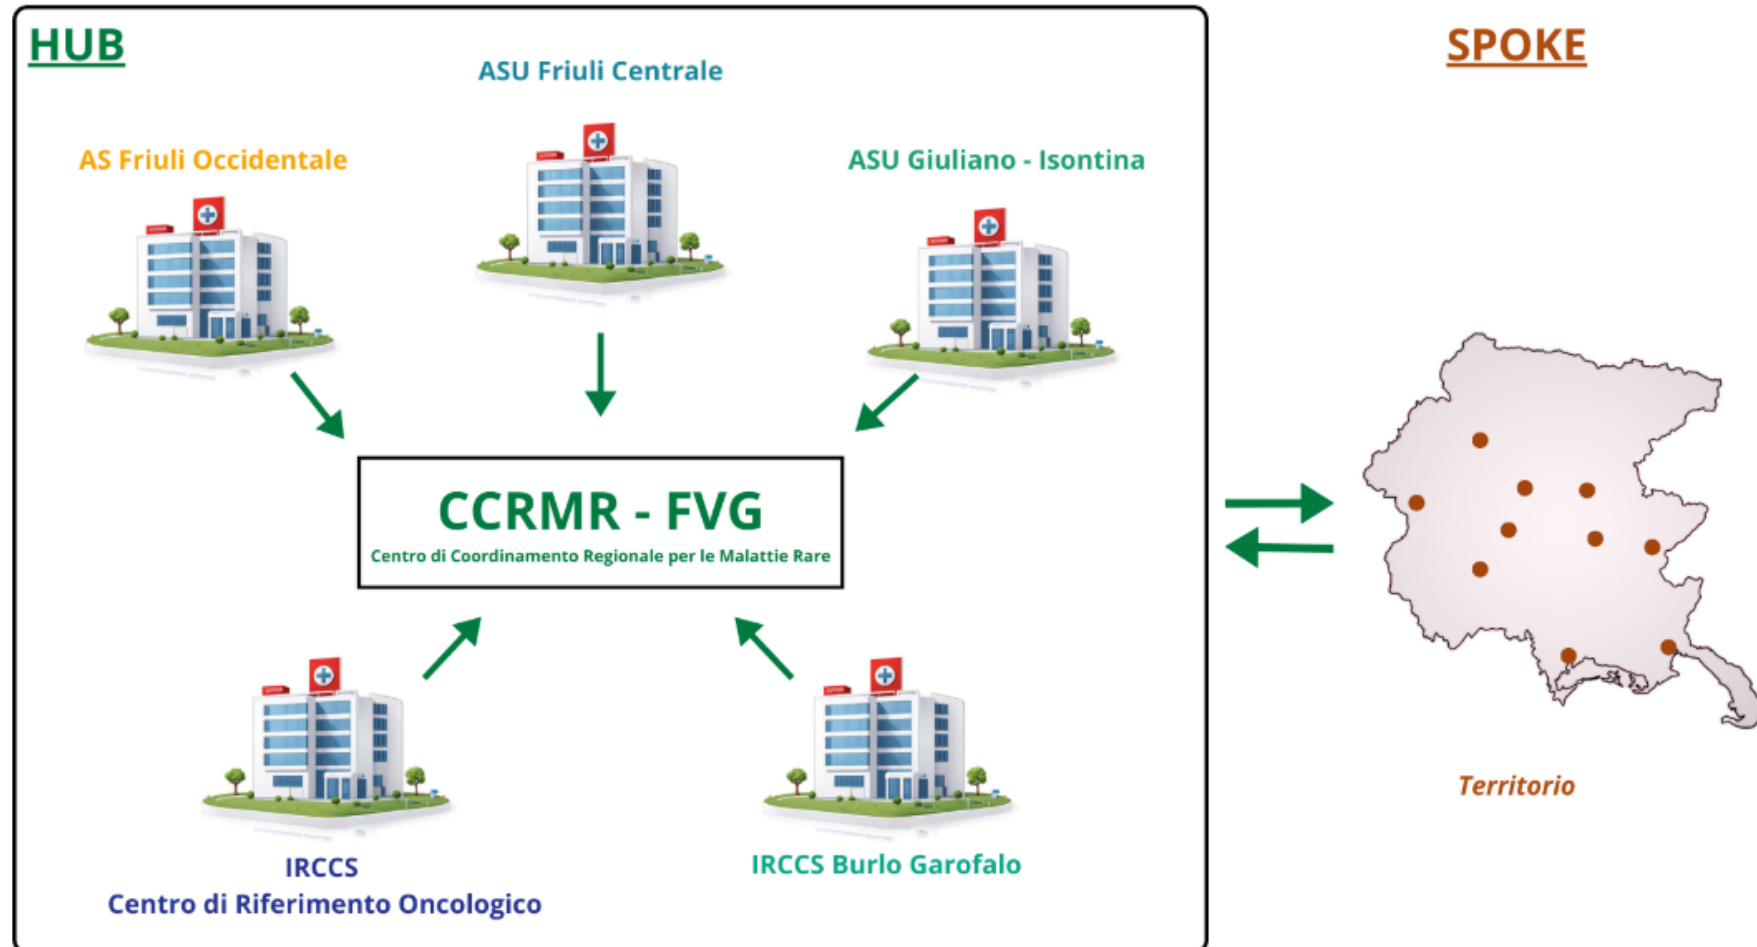 HUB
SPOKE
ASU Friuli Centrale
AS Friuli Occidentale
ASU Giuliano - Isontina
CCRMR - FVG
Centro di Coordinamento Regionale per le Malattie Rare
Territorio
IRCCS
Centro di Riferimento Oncologico
IRCCS Burlo Garofalo